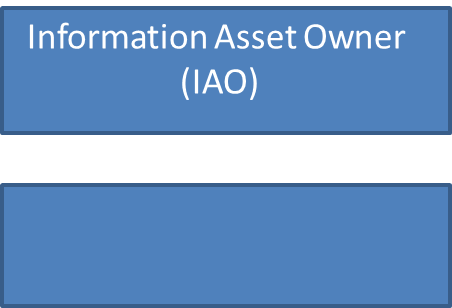 Information Asset Owner
(IAO)